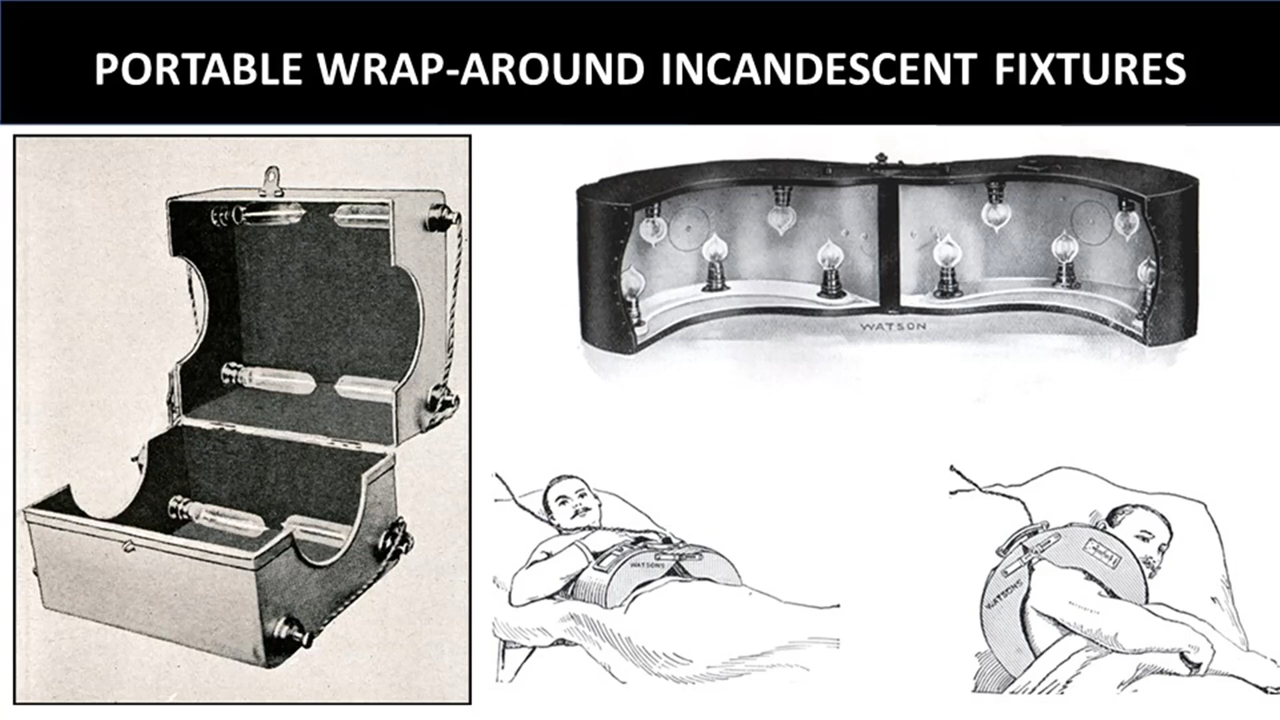 PORTABLE WRAP-AROUND INCANDESCENT FIXTURES
WATSON
WATSONS
WATSONS